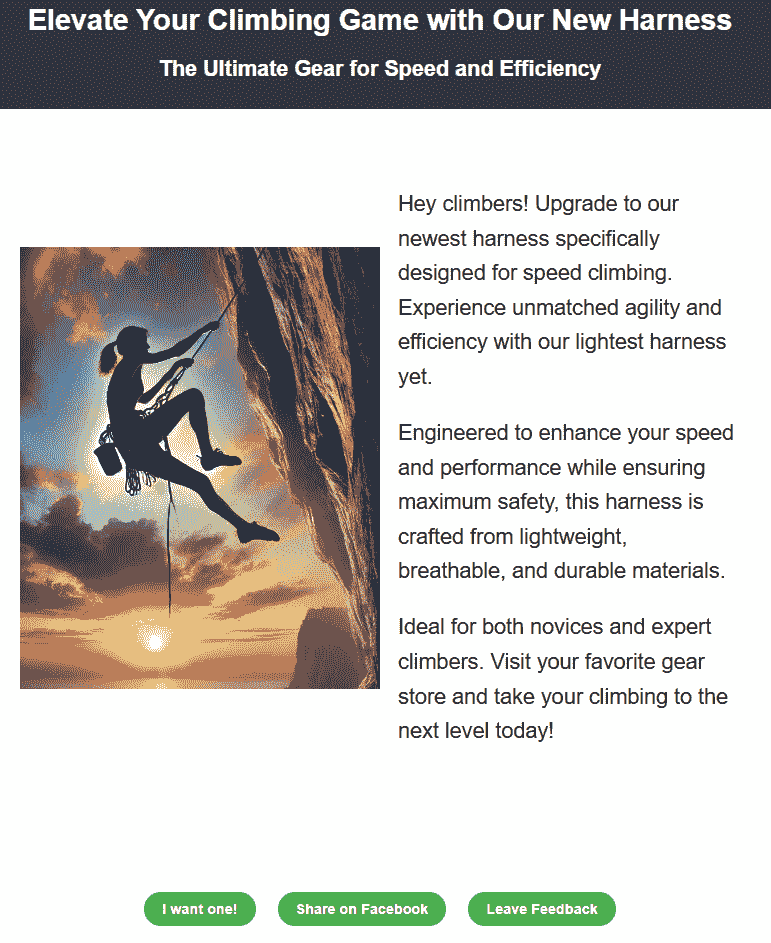 Elevate Your Climbing Game with Our New Harness
The Ultimate Gear for Speed and Efficiency
Hey climbers! Upgrade to our
newest harness specifically
designed for speed climbing.
Experience unmatched agility and
efficiency with our lightest harness
yet.
Engineered to enhance your speed
and performance while ensuring
maximum safety, this harness is
crafted from lightweight,
breathable, and durable materials.
Ideal for both novices and expert
climbers. Visit your favorite gear
store and take your climbing to the
next level today!
I want one!
Share on Facebook
Leave Feedback